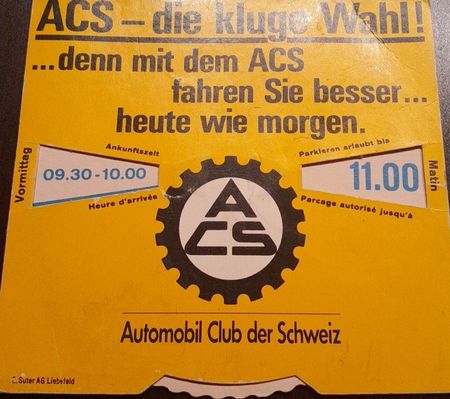 ACS – die kluge Wahl!
...denn mit dem ACS
fahren Sie besser...
heute wie morgen.
Vormittag
Ankunftszeit
09.30-10.00
Heure d'arrivée
Parkieren erlaubt bis
11.00
Parcage autorisé jusqu'à
Matin
A
CS
Automobil Club der Schweiz
Suter AG Liebefeld